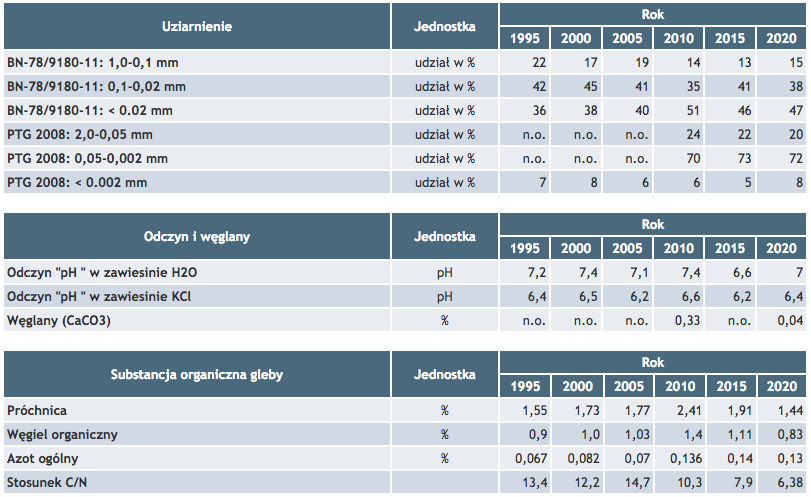 Uziarnienie Jednostka Rok
1995 2000 2005 2010 2015 2020
BN-78/9180-11: 1,0-0,1 mm udział w % 22 17 19 14 13 15
BN-78/9180-11: 0,1-0,02 mm udział w % 42 45 41 35 41 38
BN-78/9180-11: < 0.02 mm udział w % 36 38 40 51 46 47
PTG 2008: 2,0-0,05 mm udział w % n.o. n.o. n.o. 24 22 20
PTG 2008: 0,05-0,002 mm udział w % n.o. n.o. n.o. 70 73 72
PTG 2008: < 0.002 mm udział w % 7 8 6 6 5 8
Odczyn i węglany Jednostka Rok
1995 2000 2005 2010 2015 2020
Odczyn "pH " w zawiesinie H2O pH 7,2 7,4 7,1 7,4 6,6 7
Odczyn "pH " w zawiesinie KCl pH 6,4 6,5 6,2 6,6 6,2 6,4
Węglany (CaCO3) % n.o. n.o. n.o. 0,33 n.o. 0,04
Substancja organiczna gleby Jednostka Rok
1995 2000 2005 2010 2015 2020
Próchnica % 1,55 1,73 1,77 2,41 1,91 1,44
Węgiel organiczny % 0,9 1,0 1,03 1,4 1,11 0,83
Azot ogólny % 0,067 0,082 0,07 0,136 0,14 0,13
Stosunek C/N 13,4 12,2 14,7 10,3 7,9 6,38